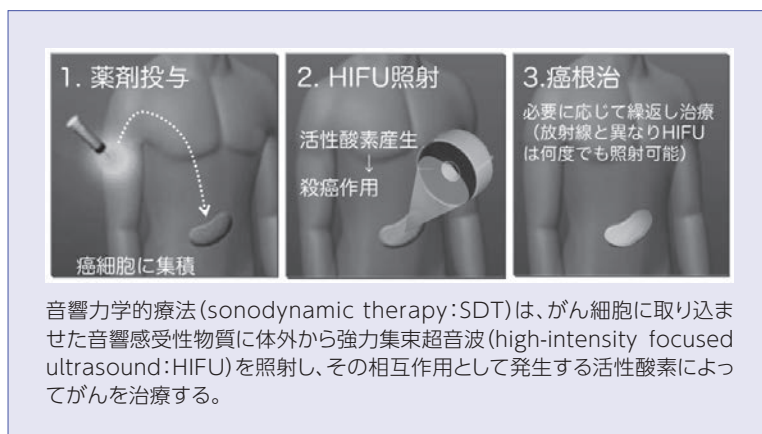 1. 薬剤投与
癌細胞に集積
2. HIFU照射
活性酸素産生
↓
殺癌作用
3.癌根治
必要に応じて繰返し治療
(放射線と異なりHIFU
は何度でも照射可能)
音響力学的療法(sonodynamic therapy:SDT)は、がん細胞に取り込ま
せた音響感受性物質に体外から強力集束超音波(high-intensity focused
ultrasound:HIFU)を照射し、その相互作用として発生する活性酸素によっ
てがんを治療する。